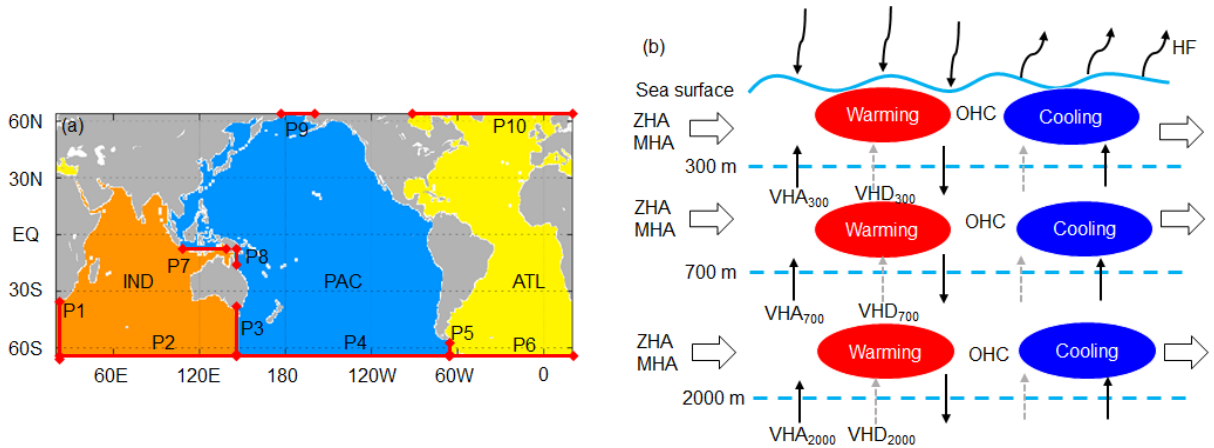 (a)
60N
30N
EQ
30S
60S
60E
120E
180
120W
60W
0
P9
P10
P7
P8
IND
PAC
ATL
P1
P2
P3
P4
P5
P6
(b)
HF
Sea surface
Warming
OHC
Cooling
ZHA
MHA
300 m
VHA300
VHD300
ZHA
MHA
Warming
OHC
Cooling
700 m
VHA700
VHD700
ZHA
MHA
Warming
OHC
Cooling
2000 m
VHA2000
VHD2000